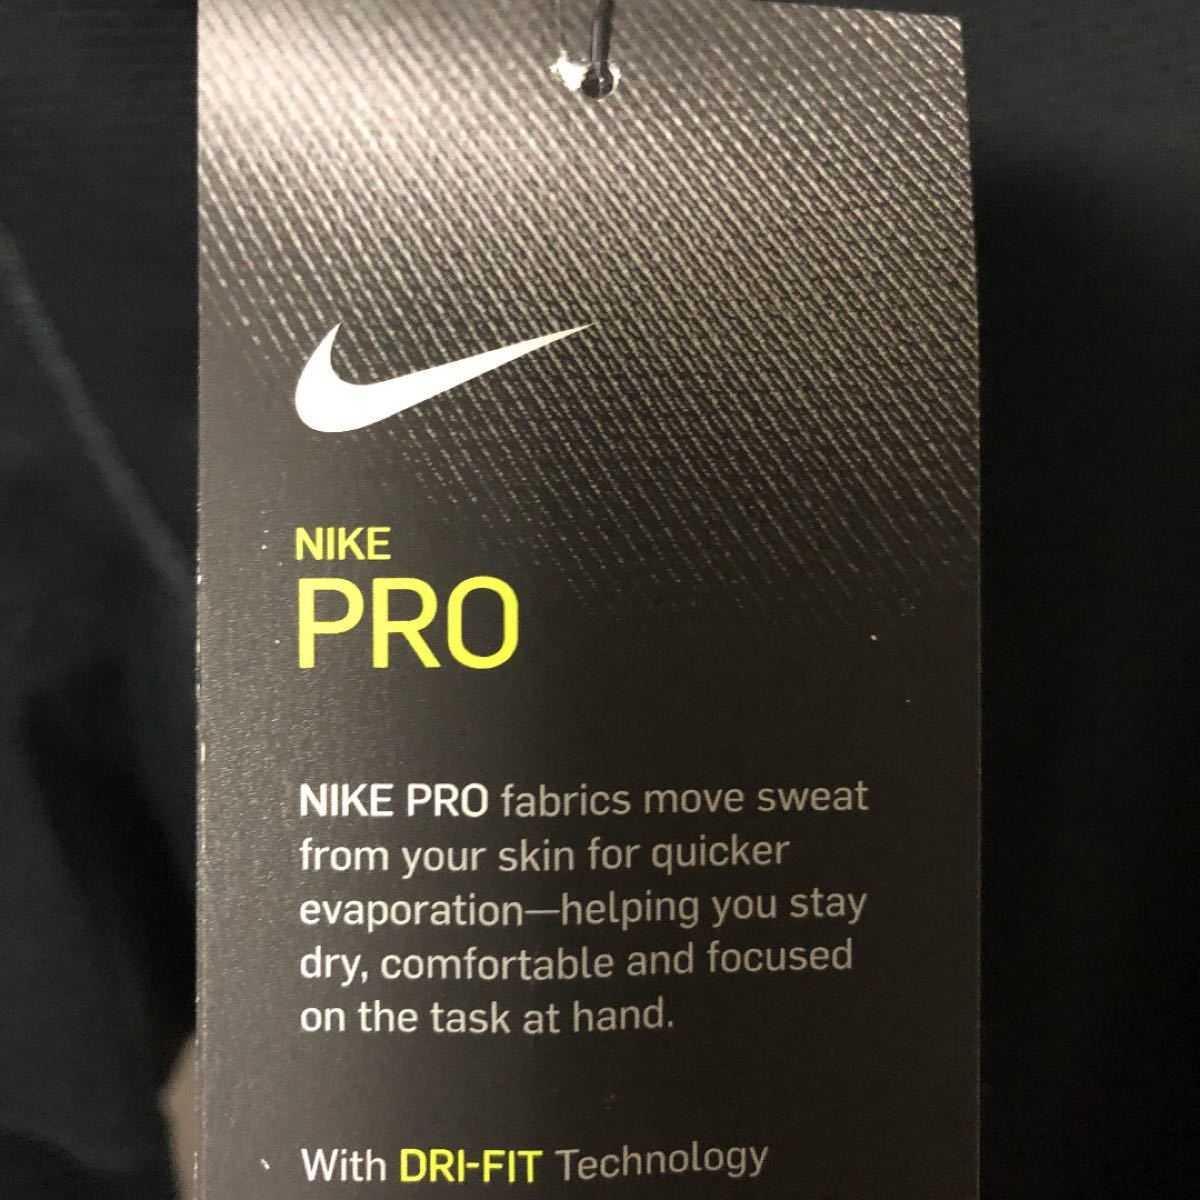 NIKE
PRO
NIKE PRO fabrics move sweat
from your skin for quicker
evaporation—helping you stay
dry, comfortable and focused
on the task at hand.
With DRI-FIT Technology